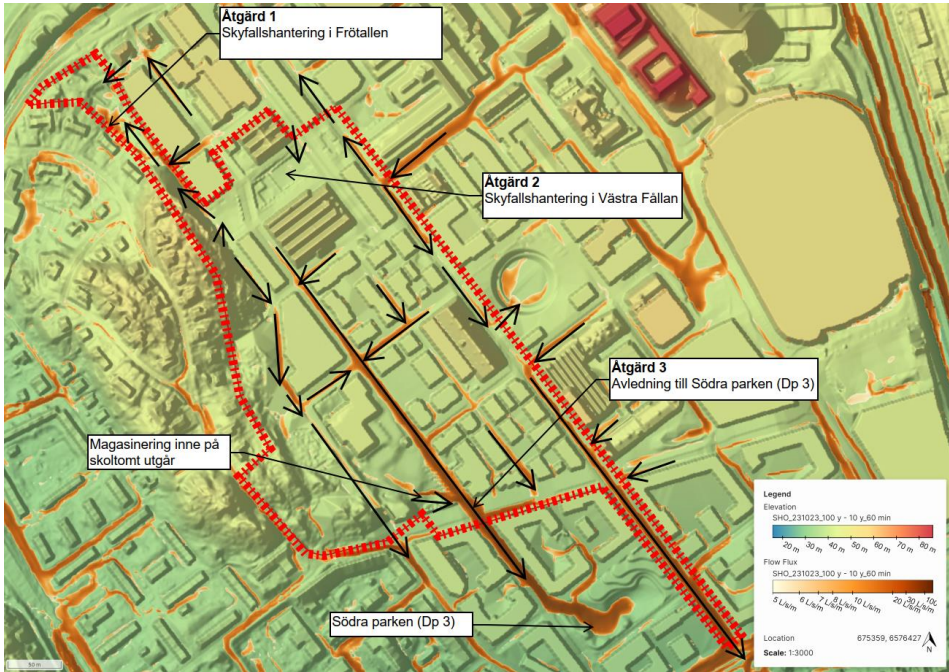 Åtgärd 1
Skyfallshantering i Frötallen
Åtgärd 2
Skyfallshantering i Västra Fållan
Åtgärd 3
Avledning till Södra parken (Dp 3)
Magasinering inne på
skoltomt utgår
Södra parken (Dp 3)
Legend
Elevation
SHO_231023_100 y - 10 y_60 min
20 m 30 m 40 m 50 m 60 m 70 m 80 m
Flow Flux
SHO_231023_100 y - 10 y_60 min
5 L/s/m 6 L/s/m 7 L/s/m 8 L/s/m 10 L/s/m 20 L/s/m 30 L/s/m
Location 675359, 6576427
Scale: 1:3000
N
50 m